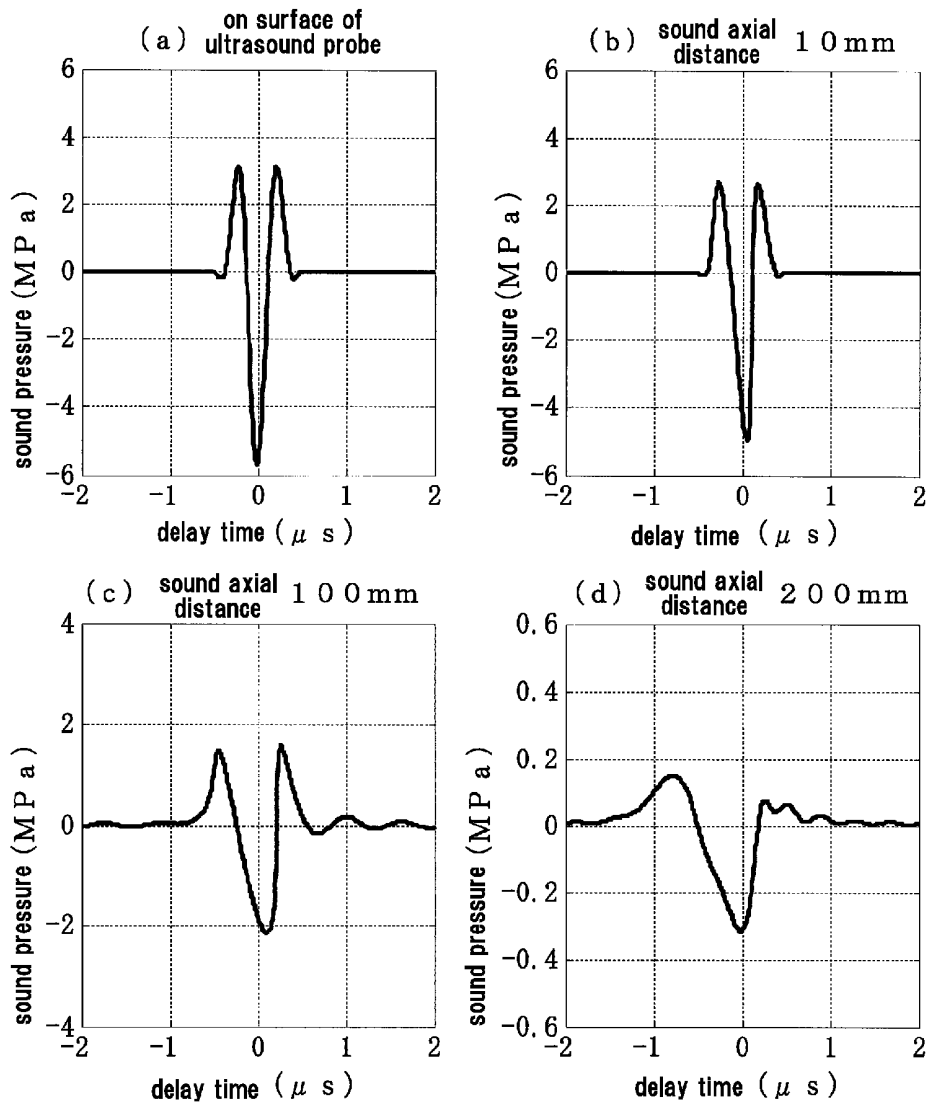 (a) on surface of
ultrasound probe
sound pressure (MPa)
6
4
2
0
-2
-4
-6
-2 -1 0 1 2
delay time (μ s)
(b) sound axial
distance 10mm
sound pressure (MPa)
6
4
2
0
-2
-4
-6
-2 -1 0 1 2
delay time (μ s)
(c) sound axial
distance 100mm
sound pressure (MPa)
4
2
0
-2
-4
-2 -1 0 1 2
delay time (μ s)
(d) sound axial
distance 200mm
sound pressure (MPa)
0.6
0.4
0.2
0
-0.2
-0.4
-0.6
-2 -1 0 1 2
delay time (μ s)